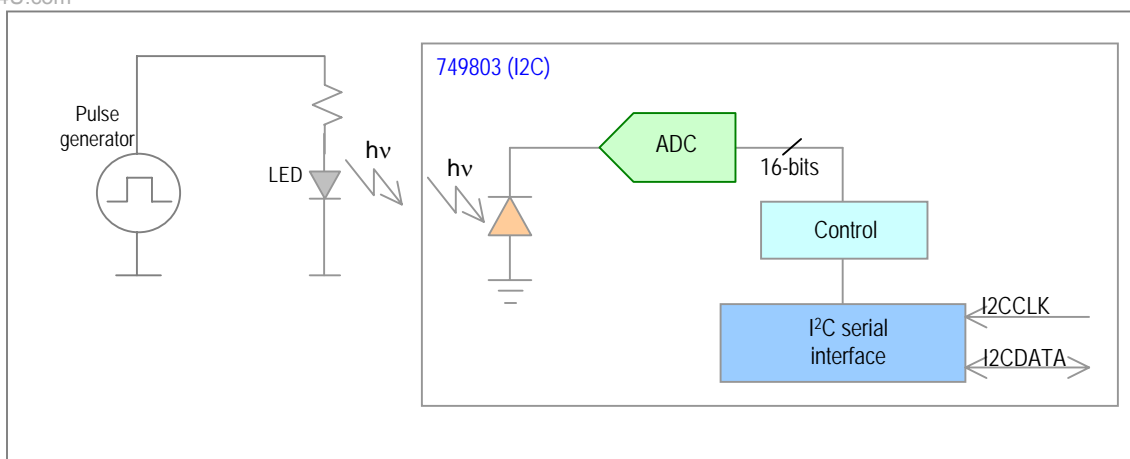 749803 (I2C)
Pulse
generator
LED
hν
hν
ADC
16-bits
Control
I²C serial
interface
I2CCLK
I2CDATA